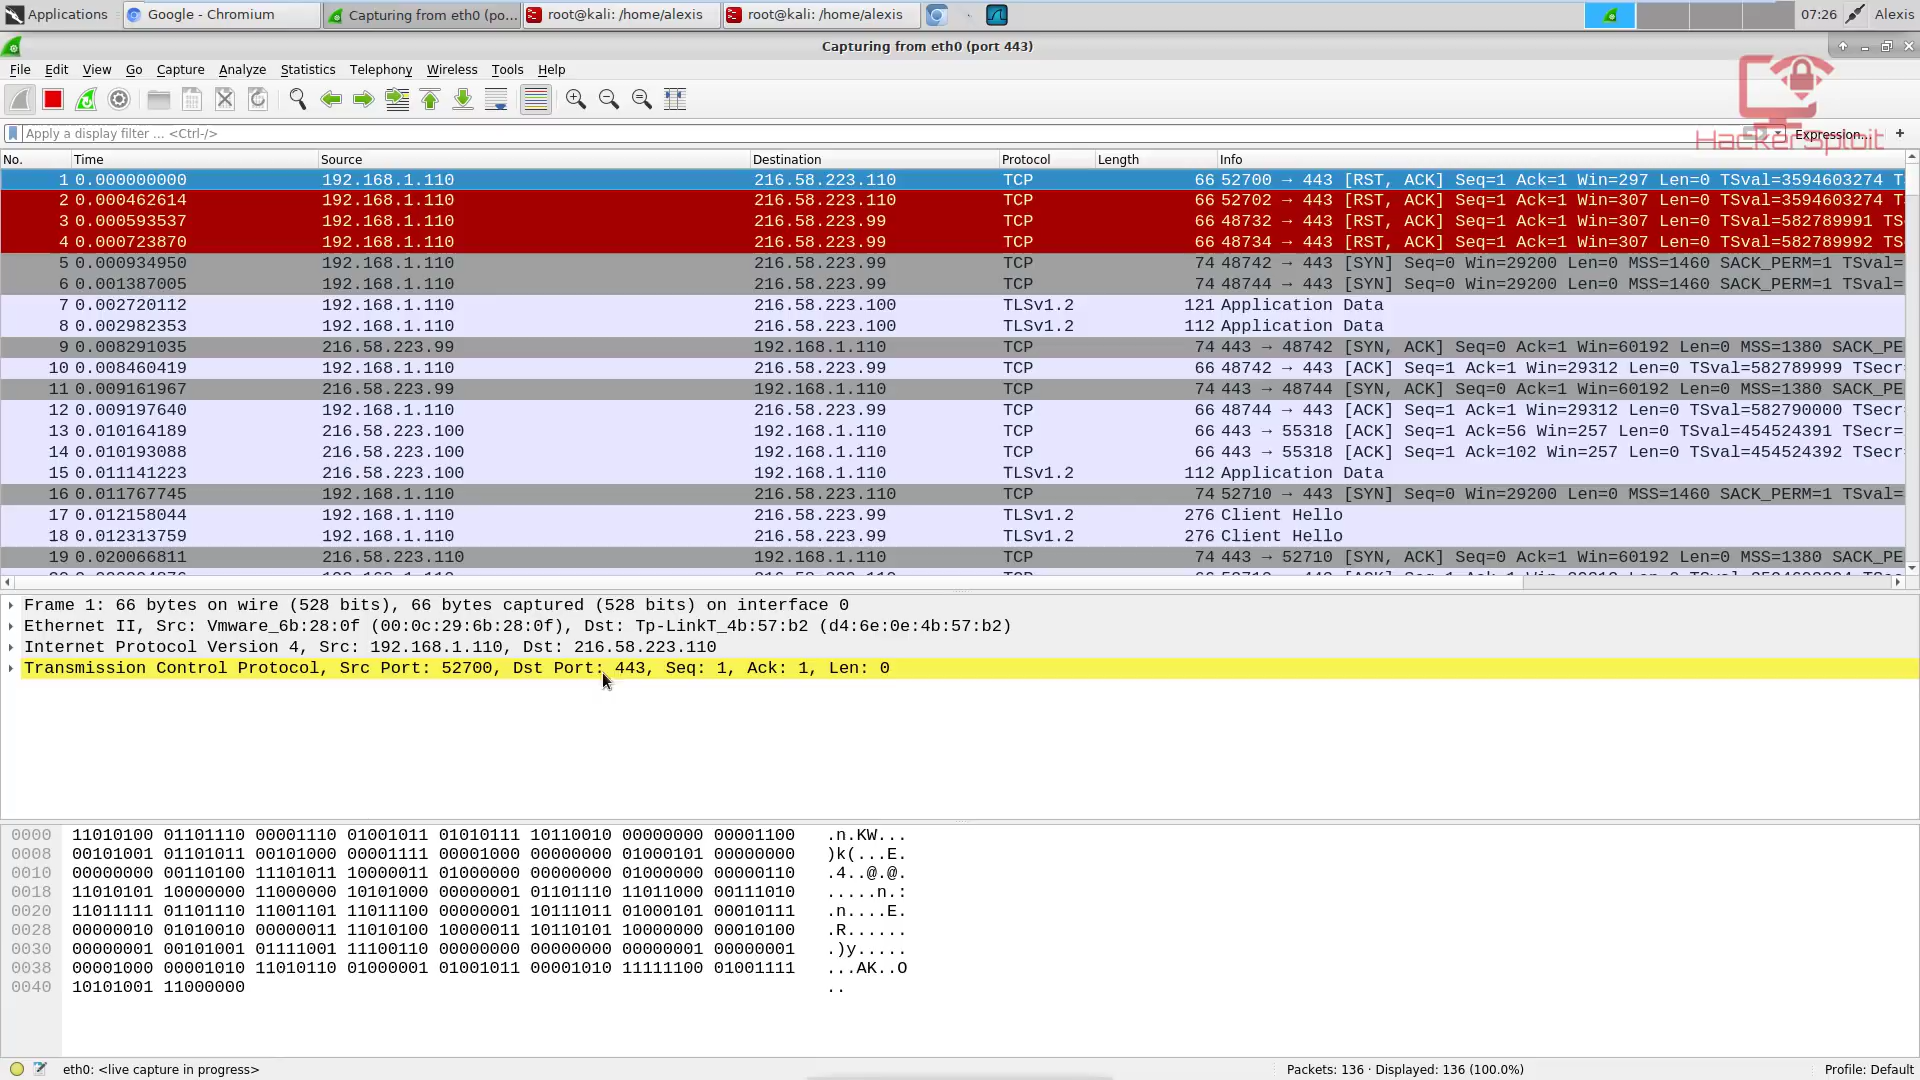 Applications Google - Chromium Capturing from eth0 (po... root@kali: /home/alexis root@kali: /home/alexis 07:26 Alexis
Capturing from eth0 (port 443)
File Edit View Go Capture Analyze Statistics Telephony Wireless Tools Help
Apply a display filter ... <Ctrl-/> Expression... +
HackerSploit
No. Time Source Destination Protocol Length Info
1 0.000000000 192.168.1.110 216.58.223.110 TCP 66 52700 → 443 [RST, ACK] Seq=1 Ack=1 Win=297 Len=0 TSval=3594603274 T
2 0.000462614 192.168.1.110 216.58.223.110 TCP 66 52702 → 443 [RST, ACK] Seq=1 Ack=1 Win=307 Len=0 TSval=3594603274 T
3 0.000593537 192.168.1.110 216.58.223.99 TCP 66 48732 → 443 [RST, ACK] Seq=1 Ack=1 Win=307 Len=0 TSval=582789991 TS
4 0.000723870 192.168.1.110 216.58.223.99 TCP 66 48734 → 443 [RST, ACK] Seq=1 Ack=1 Win=307 Len=0 TSval=582789992 TS
5 0.000934950 192.168.1.110 216.58.223.99 TCP 74 48742 → 443 [SYN] Seq=0 Win=29200 Len=0 MSS=1460 SACK_PERM=1 TSval=
6 0.001387005 192.168.1.110 216.58.223.99 TCP 74 48744 → 443 [SYN] Seq=0 Win=29200 Len=0 MSS=1460 SACK_PERM=1 TSval=
7 0.002720112 192.168.1.110 216.58.223.100 TLSv1.2 121 Application Data
8 0.002982353 192.168.1.110 216.58.223.100 TLSv1.2 112 Application Data
9 0.008291035 216.58.223.99 192.168.1.110 TCP 74 443 → 48742 [SYN, ACK] Seq=0 Ack=1 Win=60192 Len=0 MSS=1380 SACK_PE
10 0.008460419 192.168.1.110 216.58.223.99 TCP 66 48742 → 443 [ACK] Seq=1 Ack=1 Win=29312 Len=0 TSval=582789999 TSecr
11 0.009161967 216.58.223.99 192.168.1.110 TCP 74 443 → 48744 [SYN, ACK] Seq=0 Ack=1 Win=60192 Len=0 MSS=1380 SACK_PE
12 0.009197640 192.168.1.110 216.58.223.99 TCP 66 48744 → 443 [ACK] Seq=1 Ack=1 Win=29312 Len=0 TSval=582790000 TSecr
13 0.010164189 216.58.223.100 192.168.1.110 TCP 66 443 → 55318 [ACK] Seq=1 Ack=56 Win=257 Len=0 TSval=454524391 TSecr=
14 0.010193088 216.58.223.100 192.168.1.110 TCP 66 443 → 55318 [ACK] Seq=1 Ack=102 Win=257 Len=0 TSval=454524392 TSecr
15 0.011141223 216.58.223.100 192.168.1.110 TLSv1.2 112 Application Data
16 0.011767745 192.168.1.110 216.58.223.110 TCP 74 52710 → 443 [SYN] Seq=0 Win=29200 Len=0 MSS=1460 SACK_PERM=1 TSval=
17 0.012158044 192.168.1.110 216.58.223.99 TLSv1.2 276 Client Hello
18 0.012313759 192.168.1.110 216.58.223.99 TLSv1.2 276 Client Hello
19 0.020066811 216.58.223.110 192.168.1.110 TCP 74 443 → 52710 [SYN, ACK] Seq=0 Ack=1 Win=60192 Len=0 MSS=1380 SACK_PE
Frame 1: 66 bytes on wire (528 bits), 66 bytes captured (528 bits) on interface 0
Ethernet II, Src: Vmware_6b:28:0f (00:0c:29:6b:28:0f), Dst: Tp-LinkT_4b:57:b2 (d4:6e:0e:4b:57:b2)
Internet Protocol Version 4, Src: 192.168.1.110, Dst: 216.58.223.110
Transmission Control Protocol, Src Port: 52700, Dst Port: 443, Seq: 1, Ack: 1, Len: 0
0000 11010100 01101110 00001110 01001011 01010111 10110010 00000000 00001100 .n.KW...
0008 00101001 01101011 00101000 00001111 00001000 00000000 01000101 00000000 )k(...E.
0010 00000000 00110100 11101011 10000011 01000000 00000000 01000000 00000110 .4..@.@.
0018 11010101 10000000 11000000 10101000 00000001 01101110 11011000 00111010 .....n.:
0020 11011111 01101110 11001101 11011100 00000001 10111011 01000101 00010111 .n....E.
0028 00000010 01010010 00000011 11010100 10000011 10110101 10000000 00010100 .R......
0030 00000001 00101001 01111001 11100110 00000000 00000000 00000001 00000001 .)y.....
0038 00001000 00001010 11010110 01000001 01001011 00001010 11111100 01001111 ...AK..O
0040 10101001 11000000 ..
eth0: <live capture in progress> Packets: 136 · Displayed: 136 (100.0%) Profile: Default